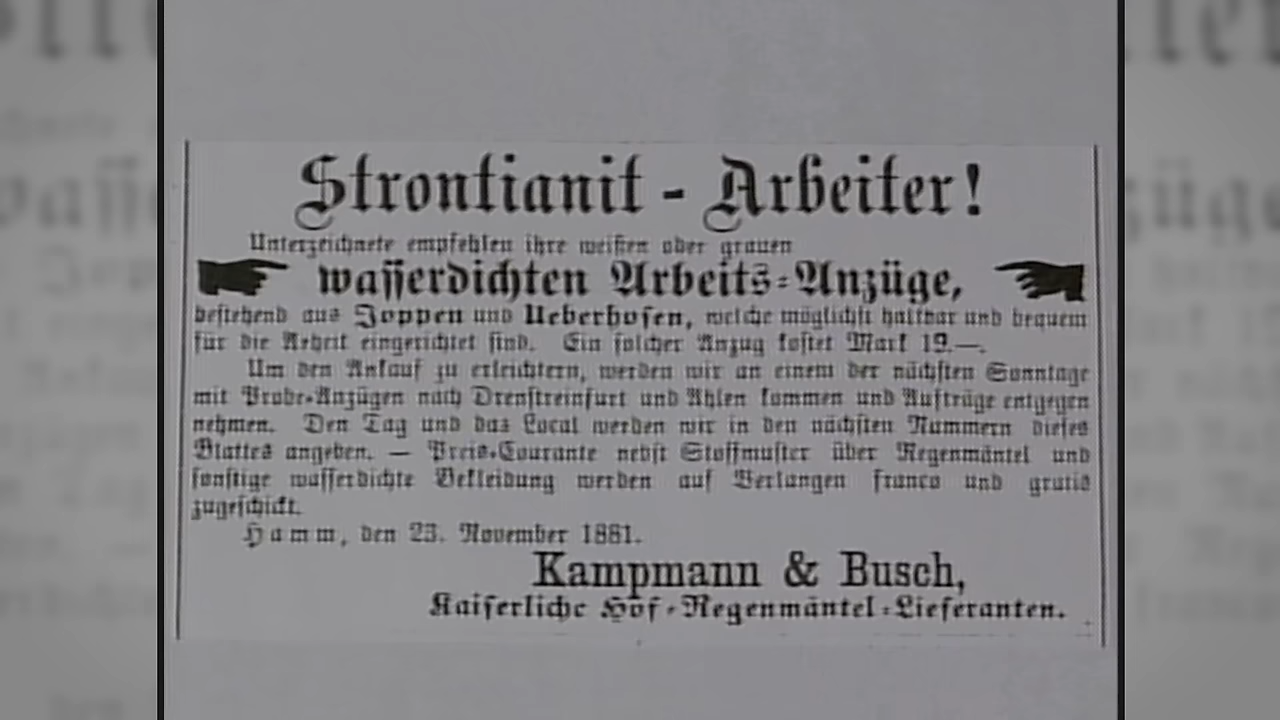 Strontianit - Arbeiter!
Unterzeichnete empfehlen ihre weißen oder grauen
wasserdichten Arbeits-Anzüge,
bestehend aus Joppen und Ueberhosen, welche möglichst haltbar und bequem
für die Arbeit eingerichtet sind. Ein solcher Anzug kostet Mark 19.—.
Um den Ankauf zu erleichtern, werden wir an einem der nächsten Sonntage
mit Probe-Anzügen nach Drensteinfurt und Ahlen kommen und Aufträge entgegen
nehmen. Den Tag und das Local werden wir in den nächsten Nummern dieses
Blattes angeben. — Preis-Courante nebst Stoffmuster über Regenmäntel und
sonstige wasserdichte Bekleidung werden auf Verlangen franco und gratis
zugeschickt.
Hamm, den 23. November 1881.
Kampmann & Busch,
Kaiserliche Hof-Regenmäntel-Lieferanten.